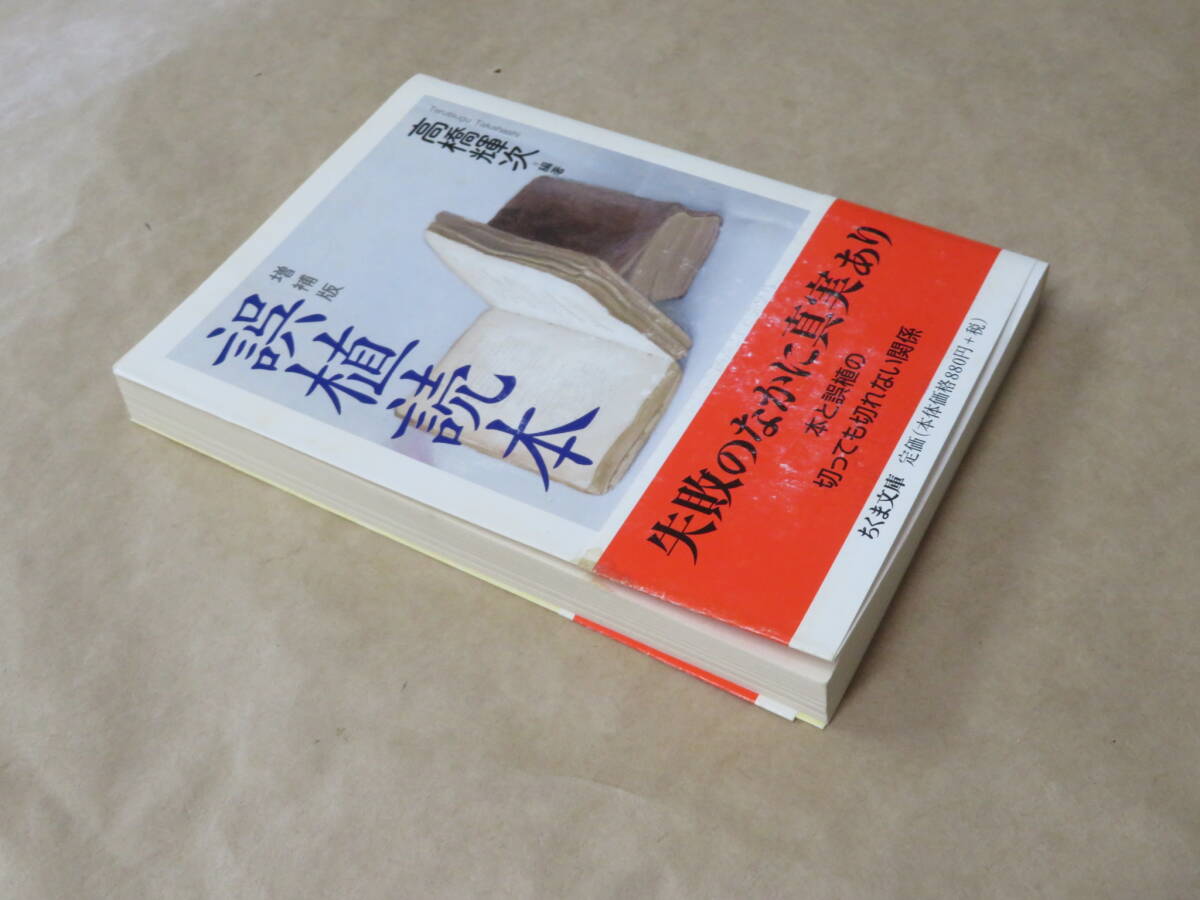 Terutsugu Takahashi
高橋輝次 編著
増補版
誤植読本
失敗のなかに真実あり
本と誤植の
切っても切れない関係
ちくま文庫 定価(本体価格880円+税)